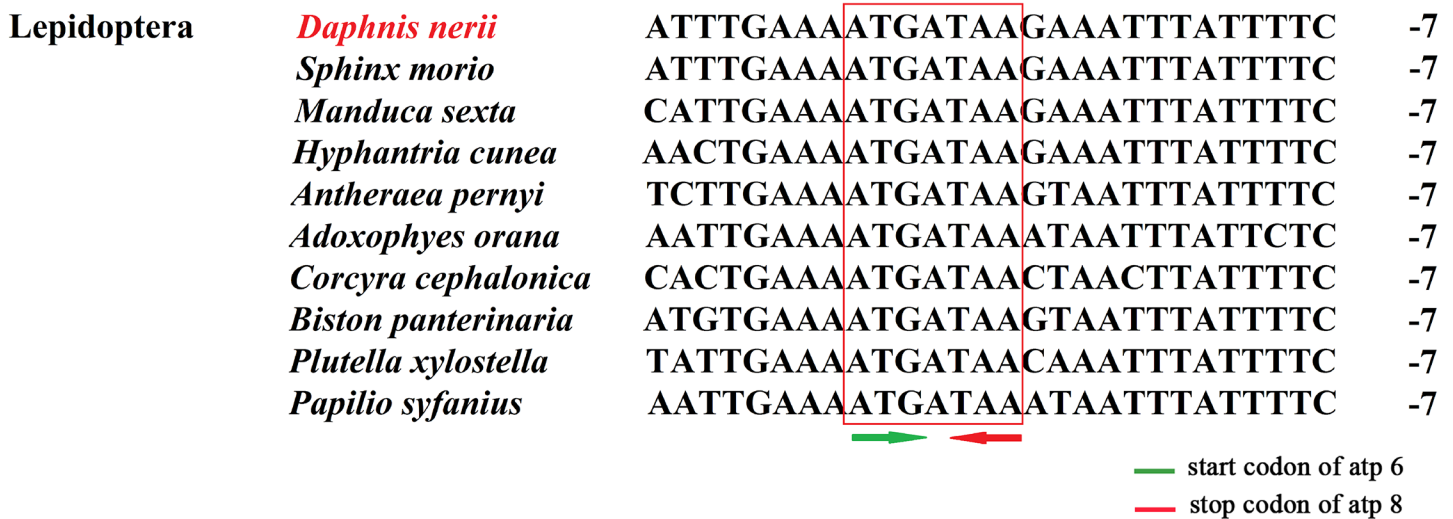 Lepidoptera Daphnis nerii ATTTGAAAATGATAAGAAATTTATTTTC -7
Sphinx morio ATTTGAAAATGATAAGAAATTTATTTTC -7
Manduca sexta CATTGAAAATGATAAGAAATTTATTTTC -7
Hyphantria cunea AACTGAAAATGATAAGAAATTTATTTTC -7
Antheraea pernyi TCTTGAAAATGATAAGTAATTTATTTTC -7
Adoxophyes orana AATTGAAAATGATAAATAATTTATTCTC -7
Corcyra cephalonica CACTGAAAATGATAACTAACTTATTTTC -7
Biston panterinaria ATGTGAAAATGATAAGTAATTTATTTTC -7
Plutella xylostella TATTGAAAATGATAACAAATTTATTTTC -7
Papilio syfanius AATTGAAAATGATAAATAATTTATTTTC -7
start codon of atp 6
stop codon of atp 8